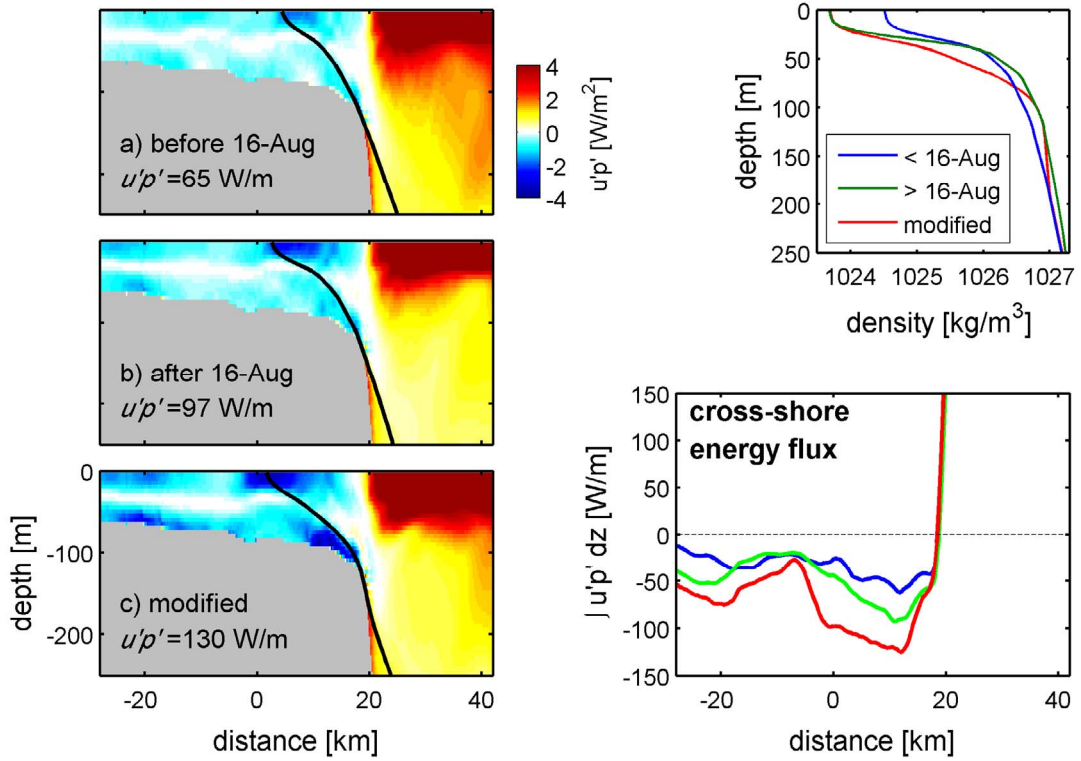 a) before 16-Aug
u'p'=65 W/m
b) after 16-Aug
u'p'=97 W/m
0
-100
-200
depth [m]
c) modified
u'p'=130 W/m
-20
0
20
40
distance [km]
4
2
0
-2
-4
u'p' [W/m²]
0
50
100
150
200
250
depth [m]
< 16-Aug
> 16-Aug
modified
1024
1025
1026
1027
density [kg/m³]
150
100
50
0
-50
-100
-150
∫ u'p' dz [W/m]
cross-shore
energy flux
-20
0
20
40
distance [km]